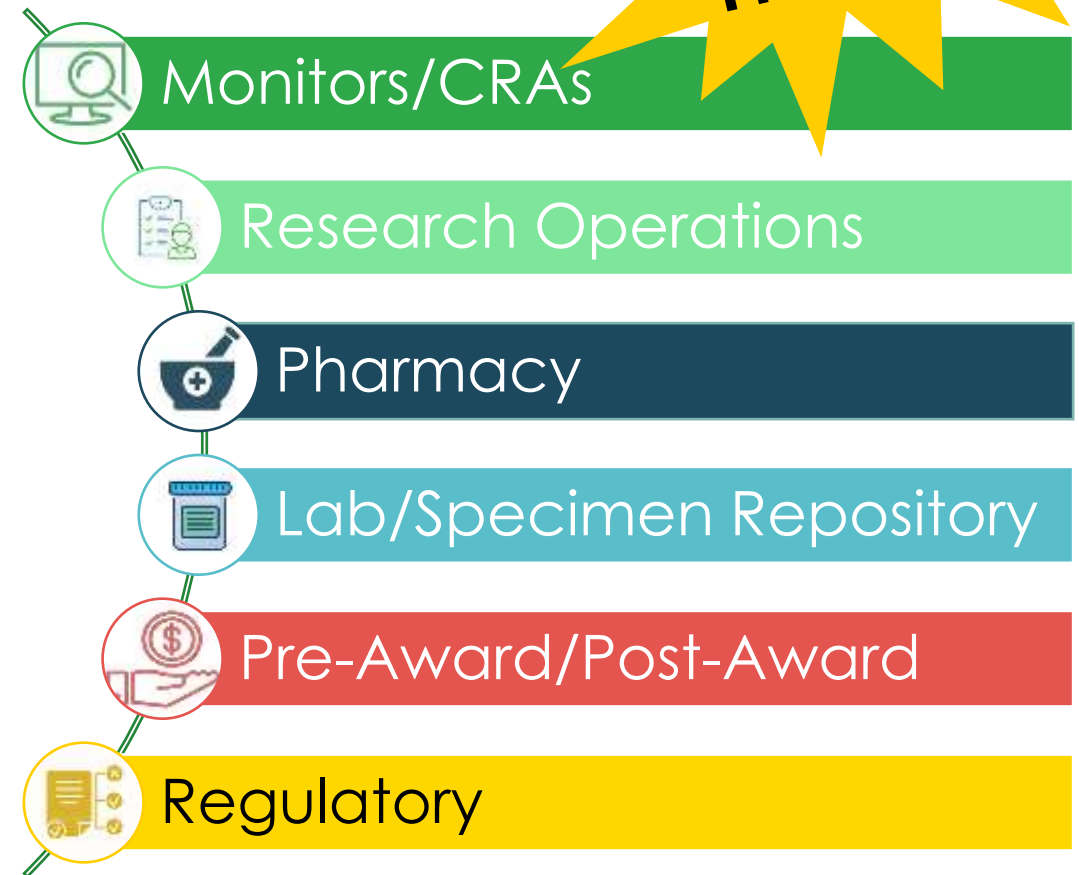 Monitors/CRAs
Research Operations
Pharmacy
Lab/Specimen Repository
Pre-Award/Post-Award
Regulatory